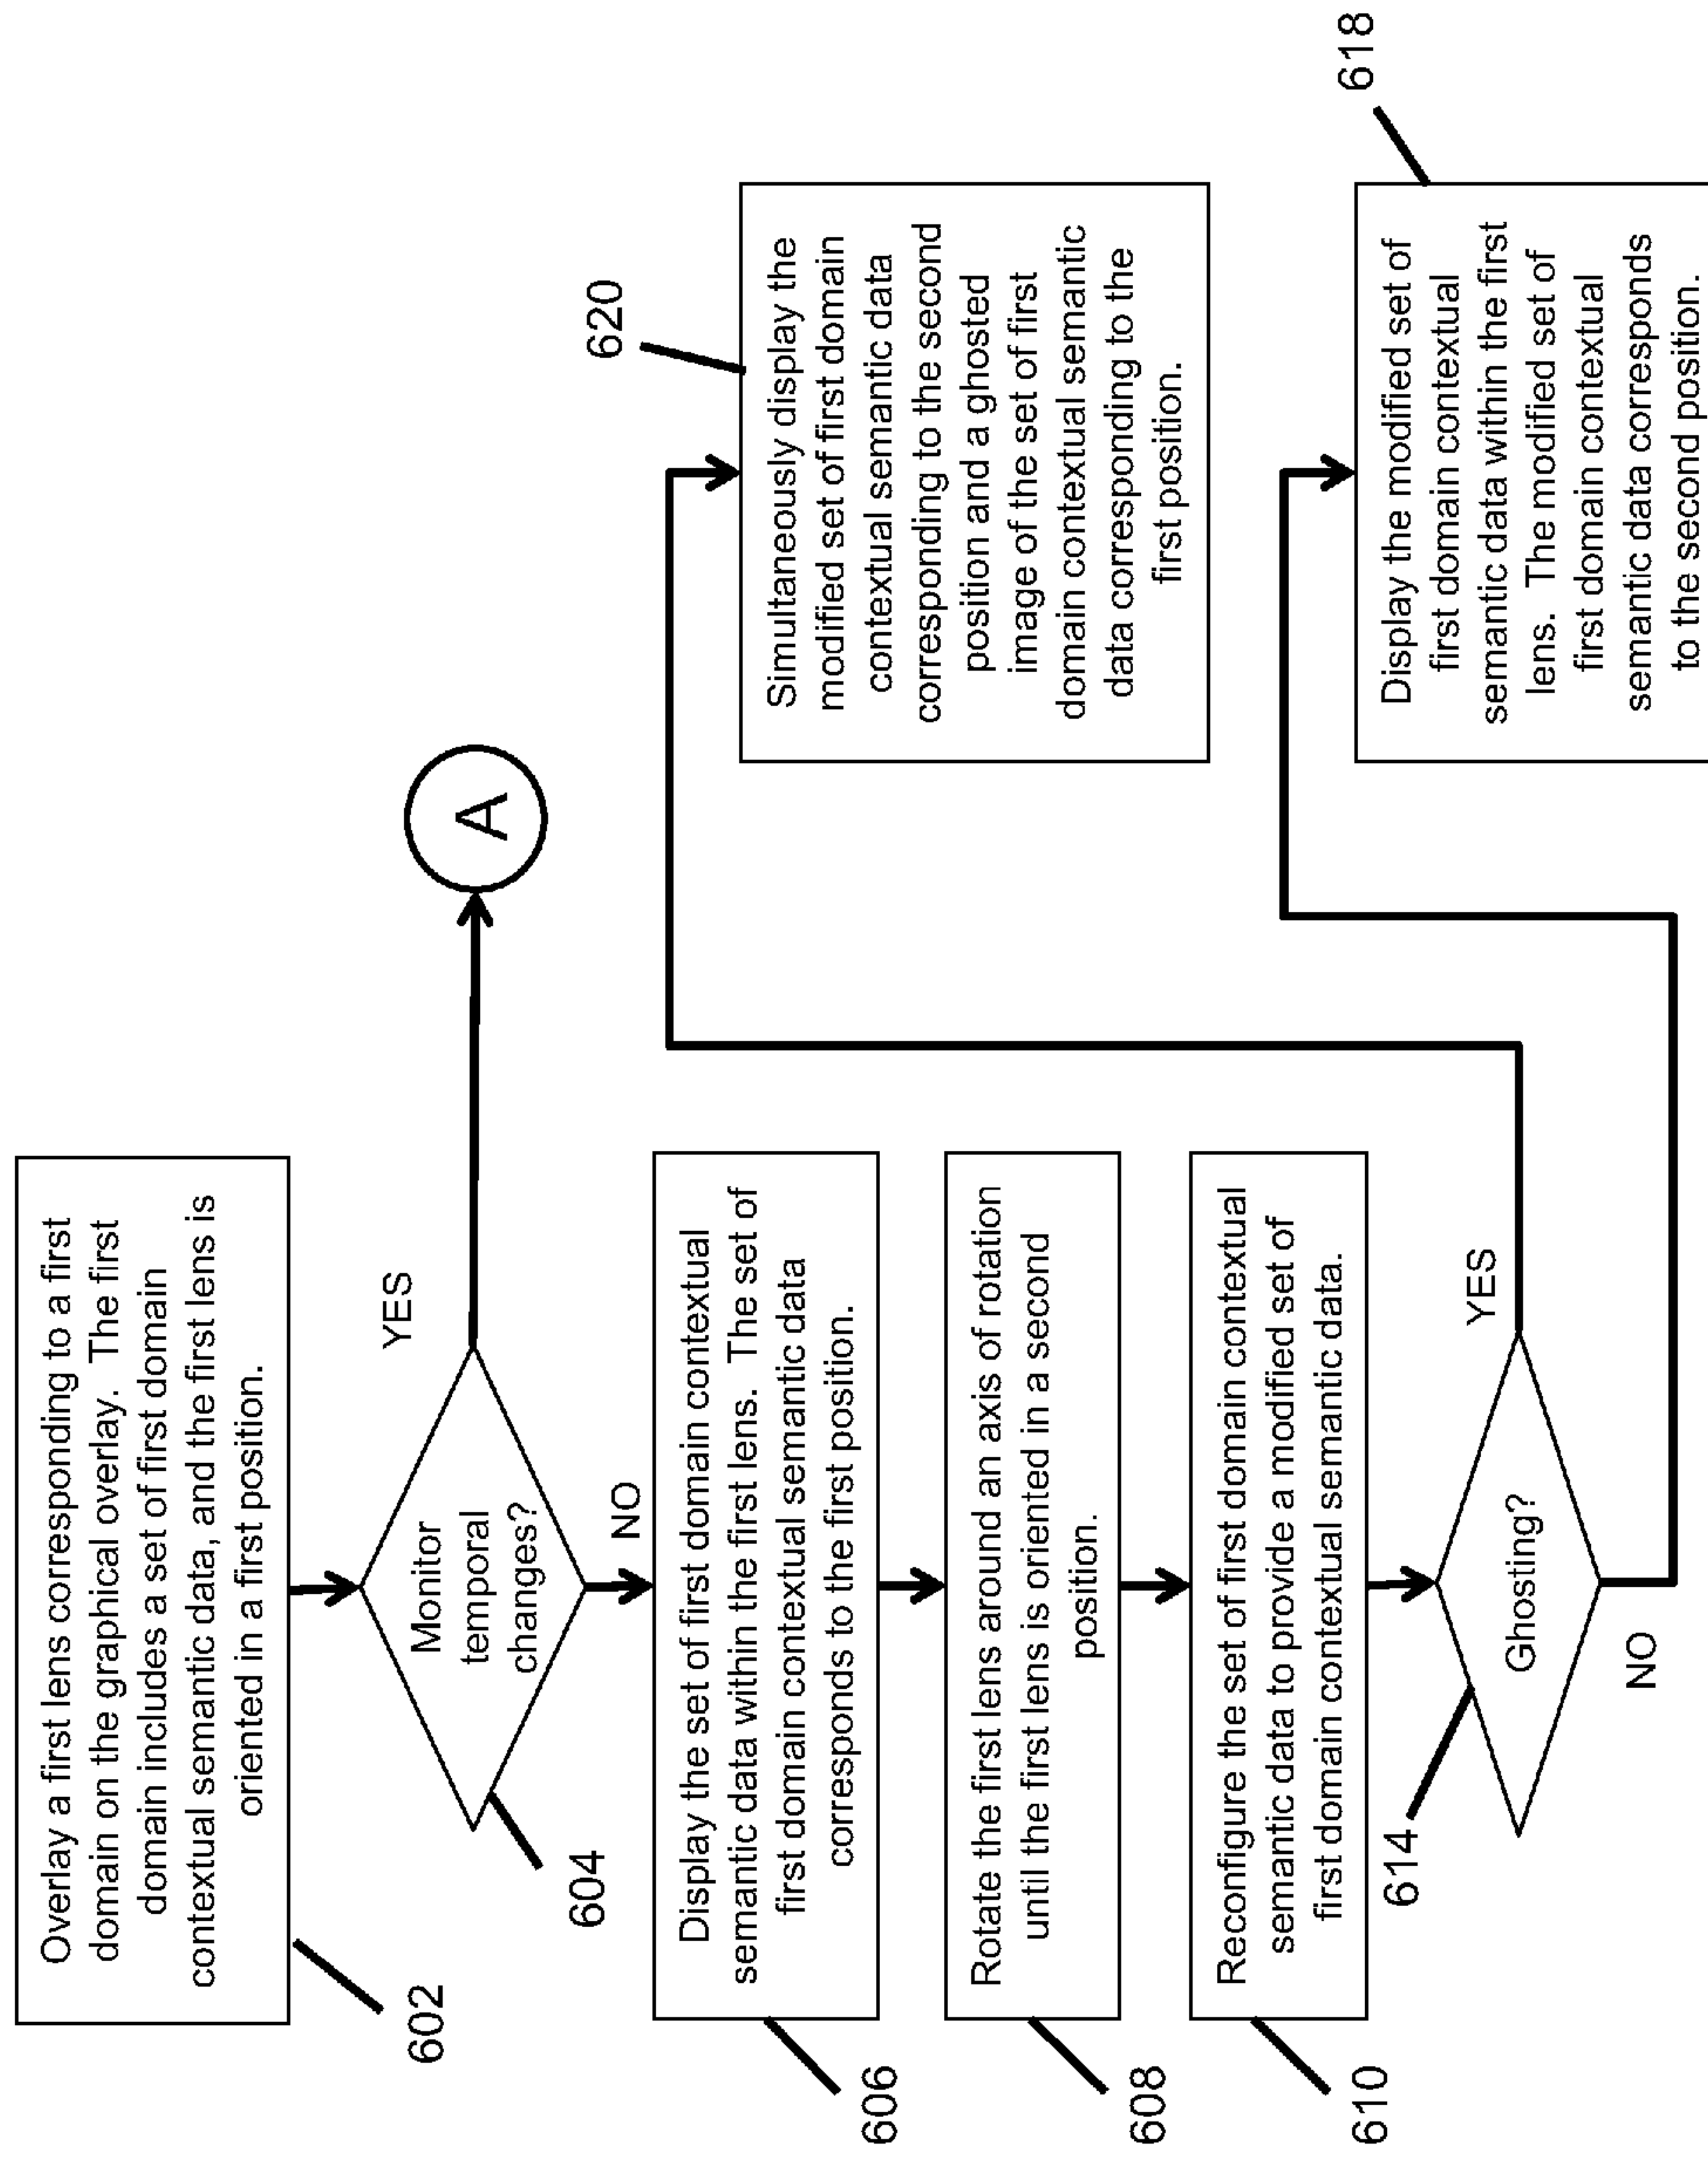 Overlay a first lens corresponding to a first
domain on the graphical overlay. The first
domain includes a set of first domain
contextual semantic data, and the first lens is
oriented in a first position.
602
Monitor
temporal
changes?
604
YES
A
NO
Display the set of first domain contextual
semantic data within the first lens. The set of
first domain contextual semantic data
corresponds to the first position.
606
Rotate the first lens around an axis of rotation
until the first lens is oriented in a second
position.
608
Reconfigure the set of first domain contextual
semantic data to provide a modified set of
first domain contextual semantic data.
610
Ghosting?
614
YES
NO
620
Simultaneously display the
modified set of first domain
contextual semantic data
corresponding to the second
position and a ghosted
image of the set of first
domain contextual semantic
data corresponding to the
first position.
618
Display the modified set of
first domain contextual
semantic data within the first
lens. The modified set of
first domain contextual
semantic data corresponds
to the second position.